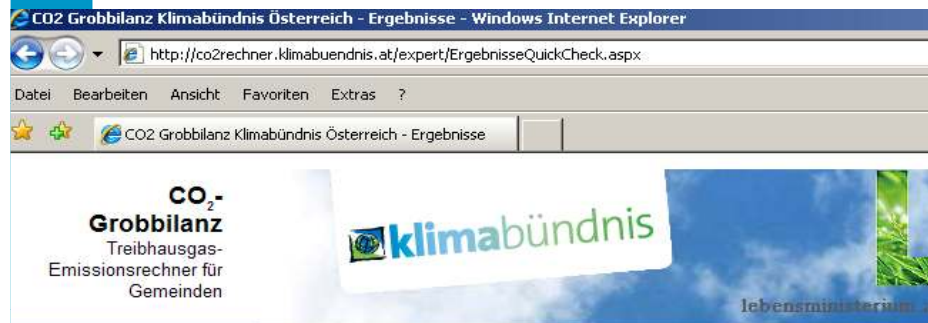 CO2 Grobbilanz Klimabündnis Österreich - Ergebnisse - Windows Internet Explorer
http://co2rechner.klimabuendnis.at/expert/ErgebnisseQuickCheck.aspx
Datei Bearbeiten Ansicht Favoriten Extras ?
CO2 Grobbilanz Klimabündnis Österreich - Ergebnisse
CO₂-
Grobbilanz
Treibhausgas-
Emissionsrechner für
Gemeinden
klimabündnis
lebensministerium